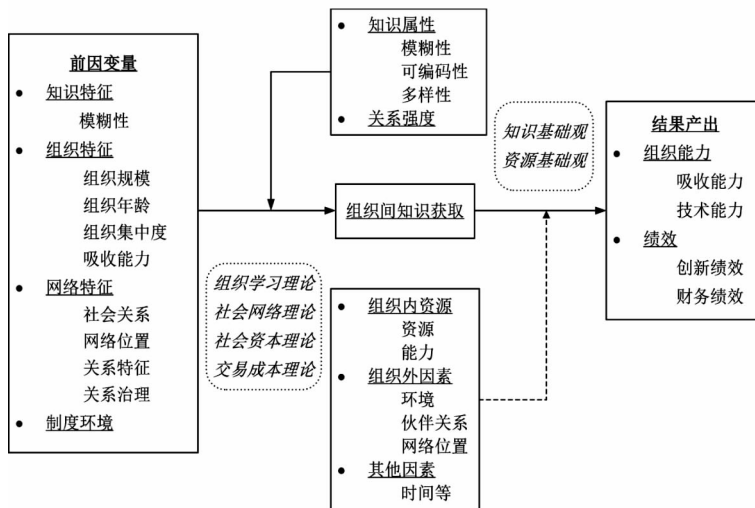 前因变量
知识特征
模糊性
组织特征
组织规模
组织年龄
组织集中度
吸收能力
网络特征
社会关系
网络位置
关系特征
关系治理
制度环境
知识属性
模糊性
可编码性
多样性
关系强度
组织间知识获取
组织学习理论
社会网络理论
社会资本理论
交易成本理论
组织内资源
资源
能力
组织外因素
环境
伙伴关系
网络位置
其他因素
时间等
知识基础观
资源基础观
结果产出
组织能力
吸收能力
技术能力
绩效
创新绩效
财务绩效